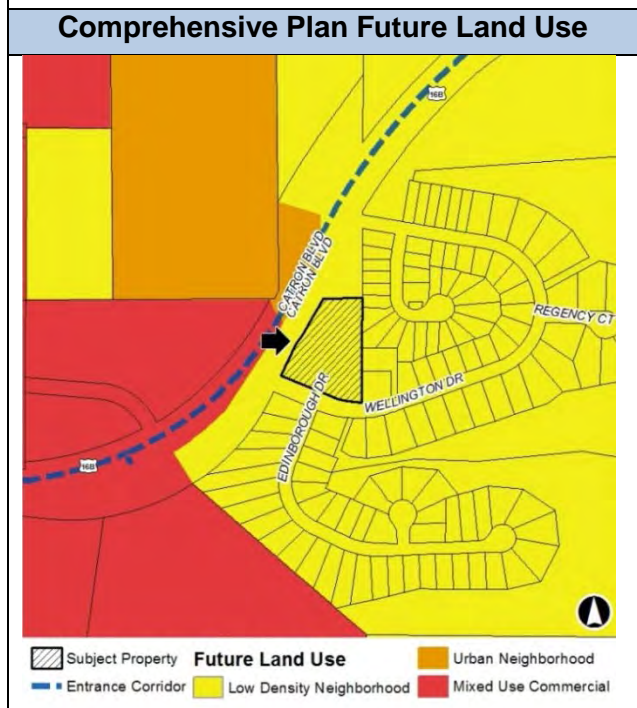 Comprehensive Plan Future Land Use
16B
CATRON BLVD
CATRON BLVD
REGENCY CT
WELLINGTON DR
EDINBOROUGH DR
16B
Subject Property
Future Land Use
Urban Neighborhood
Entrance Corridor
Low Density Neighborhood
Mixed Use Commercial